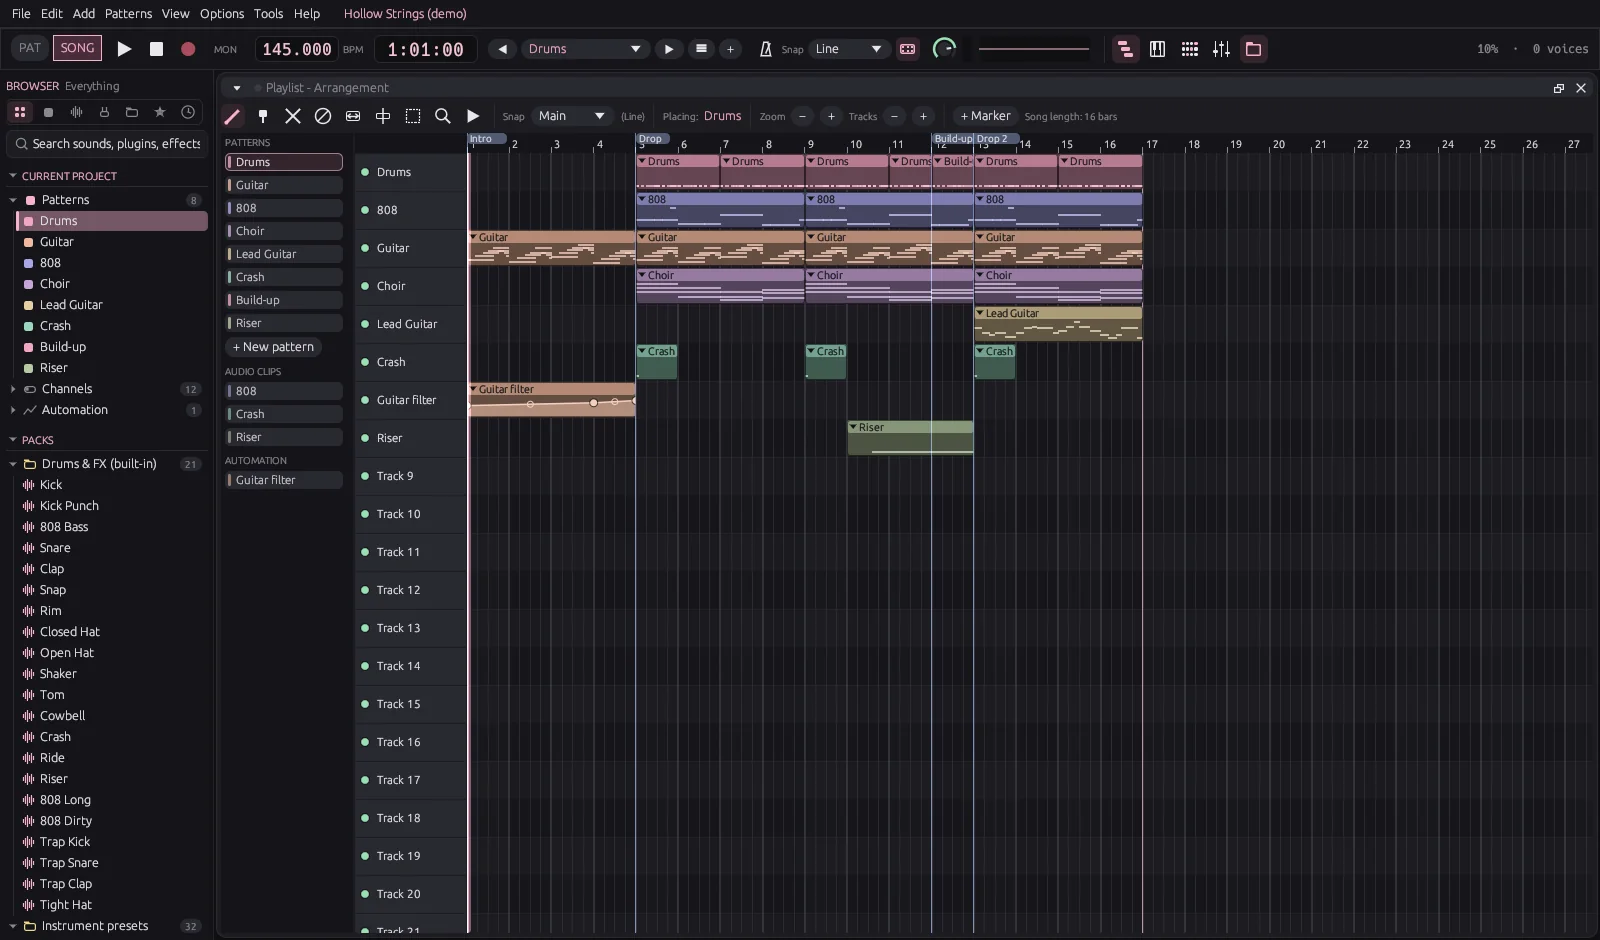 File Edit Add Patterns View Options Tools Help Hollow Strings (demo)
PAT SONG MON 145.000 BPM 1:01:00 Drums Snap Line 10% · 0 voices
BROWSER Everything
Search sounds, plugins, effects
CURRENT PROJECT
Patterns 8
Drums
Guitar
808
Choir
Lead Guitar
Crash
Build-up
Riser
Channels 12
Automation 1
PACKS
Drums & FX (built-in) 21
Kick
Kick Punch
808 Bass
Snare
Clap
Snap
Rim
Closed Hat
Open Hat
Shaker
Tom
Cowbell
Crash
Ride
Riser
808 Long
808 Dirty
Trap Kick
Trap Snare
Trap Clap
Tight Hat
Instrument presets 32
Playlist - Arrangement
Snap Main (Line) Placing: Drums Zoom − + Tracks − + + Marker Song length: 16 bars
PATTERNS
Drums
Guitar
808
Choir
Lead Guitar
Crash
Build-up
Riser
+ New pattern
AUDIO CLIPS
808
Crash
Riser
AUTOMATION
Guitar filter
Intro Drop Build-up Drop 2
1 2 3 4 5 6 7 8 9 10 11 12 13 14 15 16 17 18 19 20 21 22 23 24 25 26 27
Drums Drums Drums Drums Drums Build- Drums Drums
808 808 808 808
Guitar Guitar Guitar Guitar Guitar
Choir Choir Choir Choir
Lead Guitar Lead Guitar
Crash Crash Crash Crash
Guitar filter Guitar filter
Riser Riser
Track 9
Track 10
Track 11
Track 12
Track 13
Track 14
Track 15
Track 16
Track 17
Track 18
Track 19
Track 20
Track 21